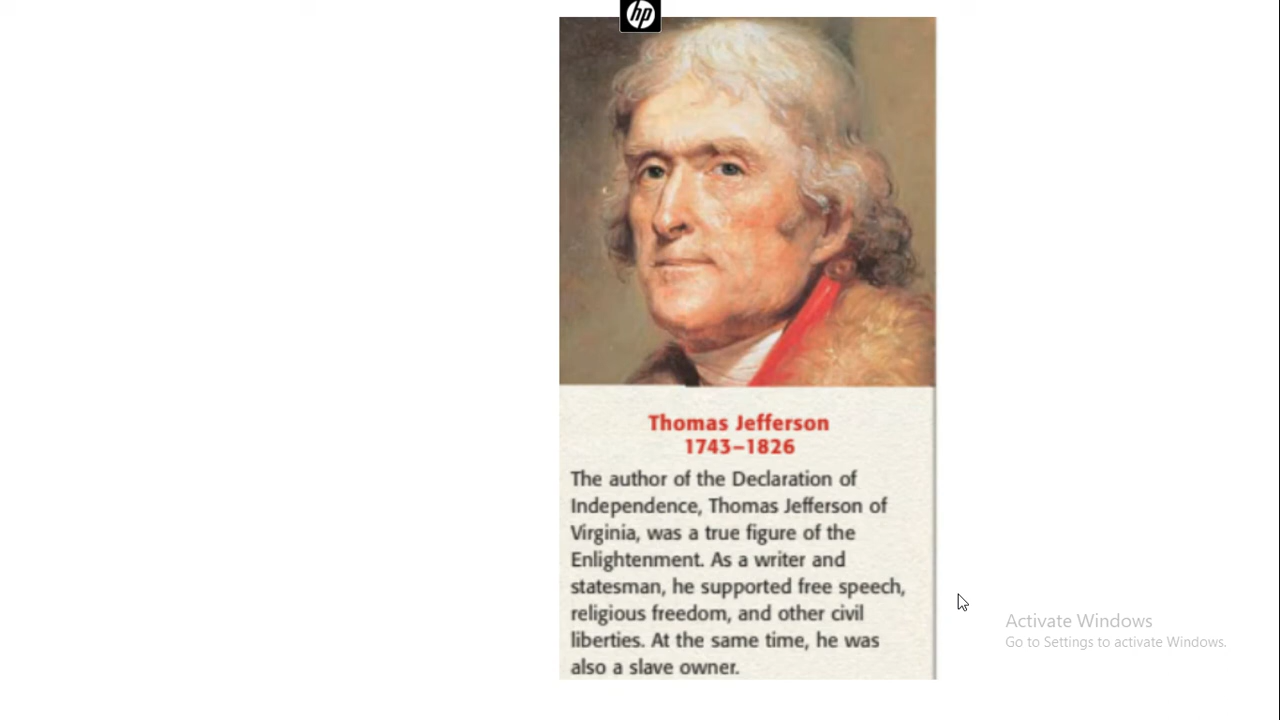 hp
Thomas Jefferson
1743–1826
The author of the Declaration of
Independence, Thomas Jefferson of
Virginia, was a true figure of the
Enlightenment. As a writer and
statesman, he supported free speech,
religious freedom, and other civil
liberties. At the same time, he was
also a slave owner.
Activate Windows
Go to Settings to activate Windows.